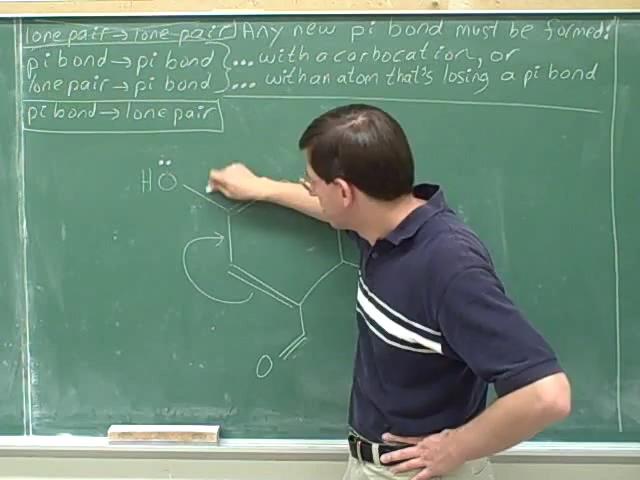 lone pair → lone pair Any new pi bond must be formed:
pi bond → pi bond ...with a carbocation, or
lone pair → pi bond ...with an atom that's losing a pi bond
pi bond → lone pair
HO
O